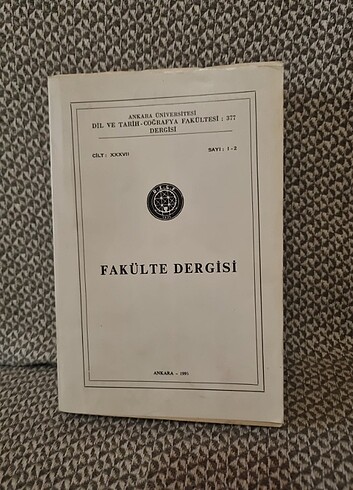 ANKARA ÜNİVERSİTESİ
DİL VE TARİH-COĞRAFYA FAKÜLTESİ : 377
DERGİSİ
CİLT : XXXVII
SAYI : 1-2
FAKÜLTE DERGİSİ
ANKARA - 1991